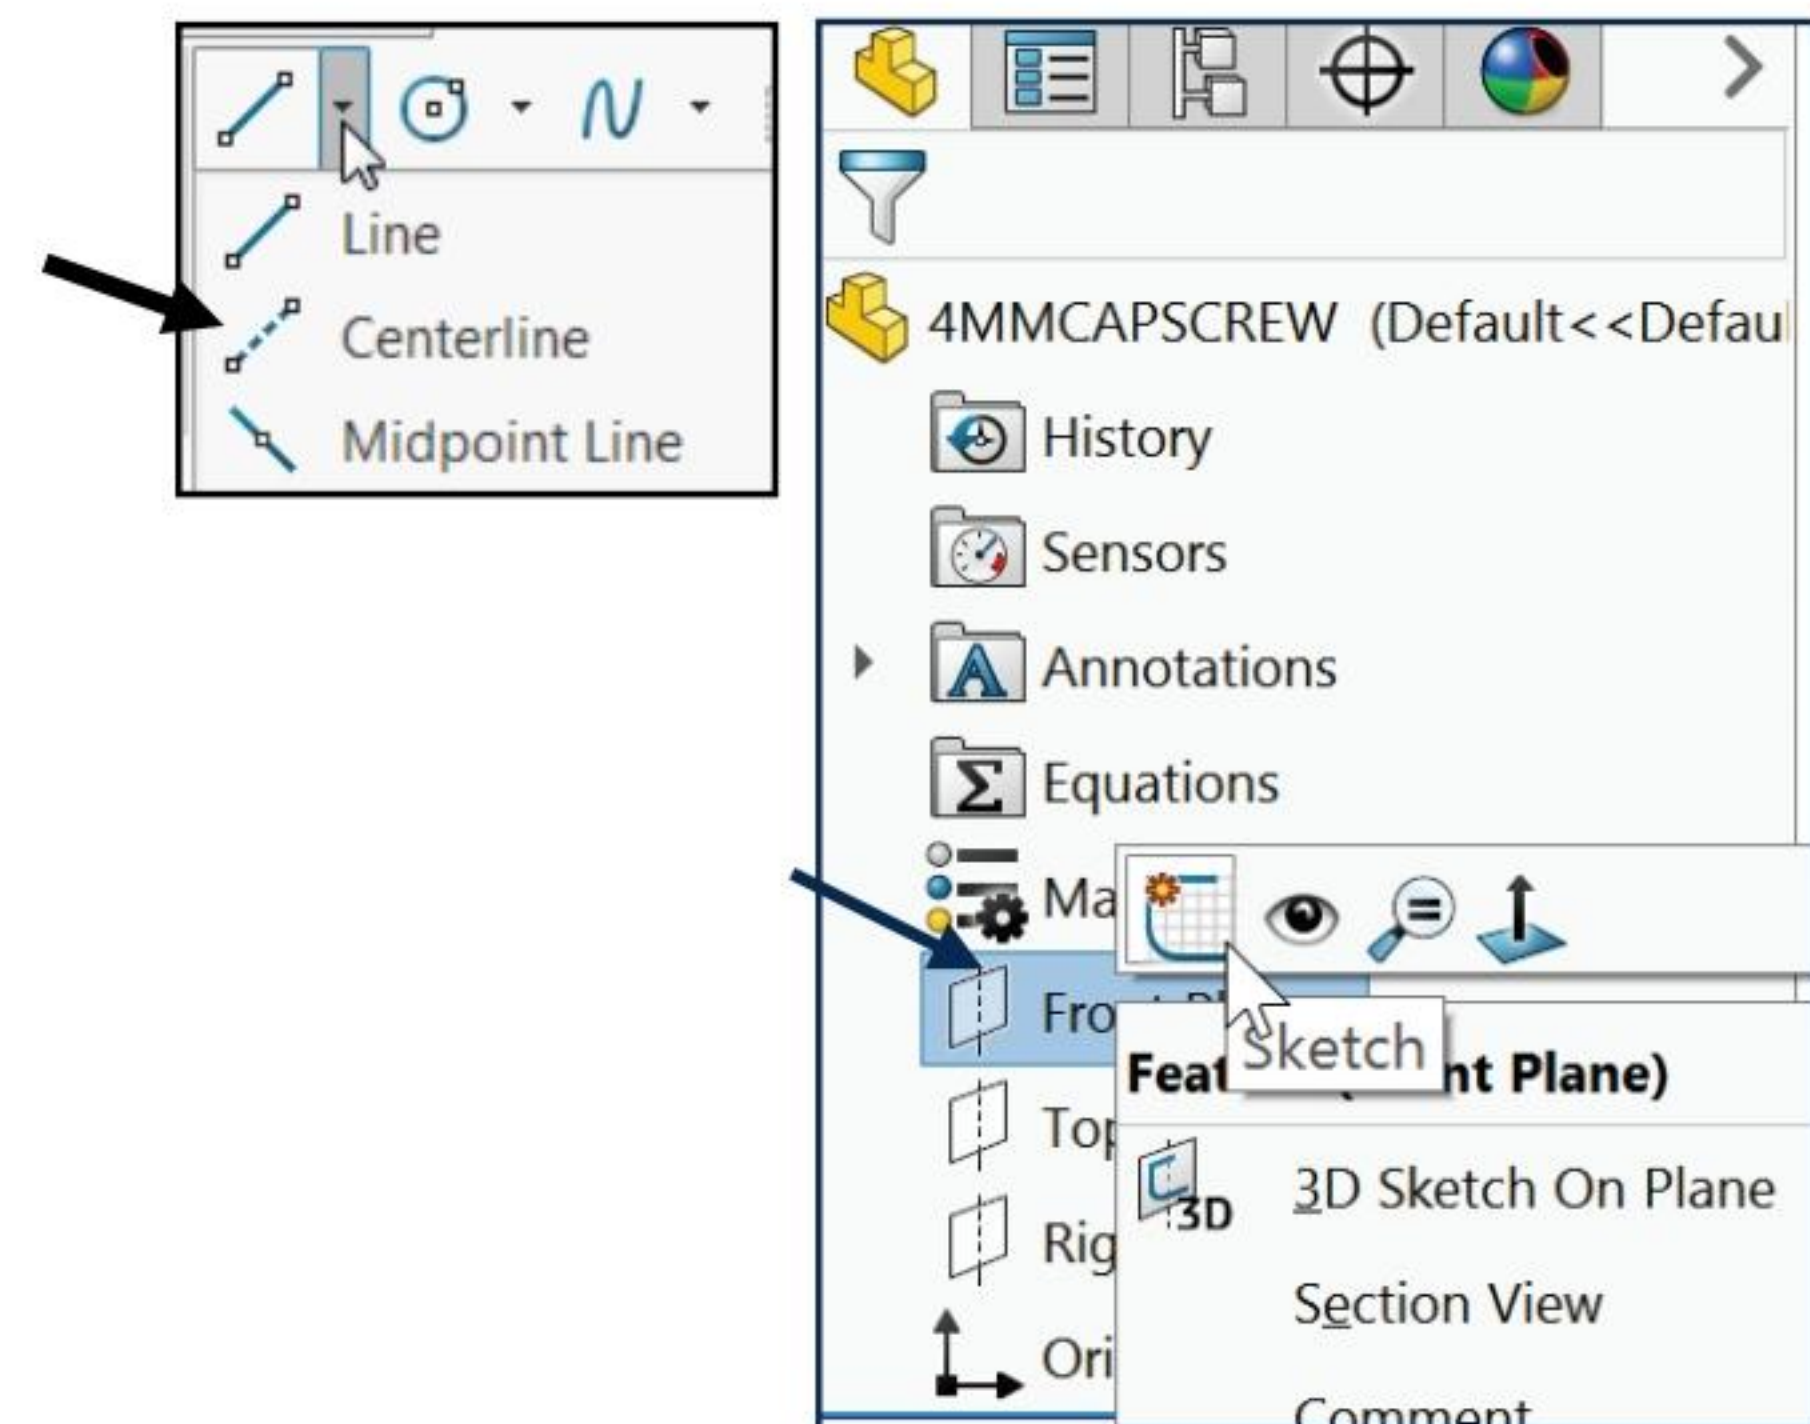 Line
Centerline
Midpoint Line
4MMCAPSCREW (Default<<Defau
History
Sensors
Annotations
Equations
Ma
Fro
Sketch
Feat nt Plane)
Top
3D
3D Sketch On Plane
Rig
Section View
Ori
Comment